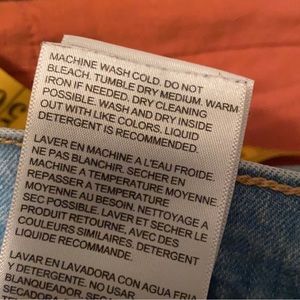 MACHINE WASH COLD. DO NOT
BLEACH. TUMBLE DRY MEDIUM. WARM
IRON IF NEEDED. DRY CLEANING
POSSIBLE. WASH AND DRY INSIDE
OUT WITH LIKE COLORS. LIQUID
DETERGENT IS RECOMMENDED.
LAVER EN MACHINE A L'EAU FROIDE.
NE PAS BLANCHIR. SECHER EN
MACHINE A TEMPERATURE MOYENNE.
REPASSER A TEMPERATURE
MOYENNE AU BESOIN. NETTOYAGE A
SEC POSSIBLE. LAVER ET SECHER LE
PRODUIT RETOURNE, AVEC DES
COULEURS SIMILAIRES. DETERGENT
LIQUIDE RECOMMANDE.
LAVAR EN LAVADORA CON AGUA FRIA
Y DETERGENTE. NO USAR
BLANQUEADOR. SECAR EN